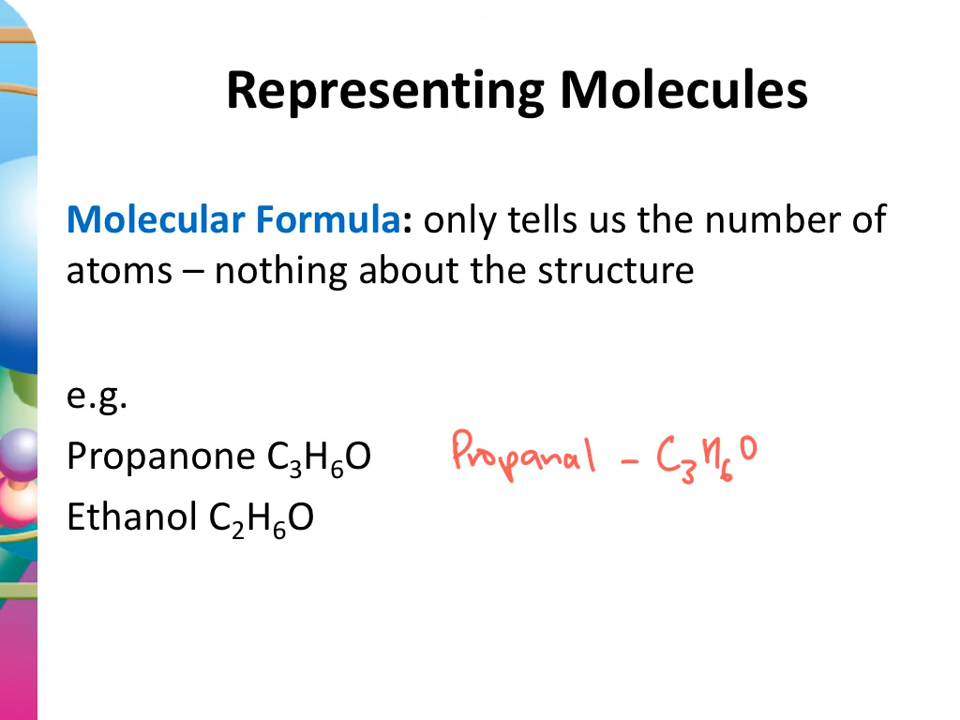 Representing Molecules
Molecular Formula: only tells us the number of
atoms – nothing about the structure
e.g.
Propanone C₃H₆O Propanal – C₃H₆O
Ethanol C₂H₆O